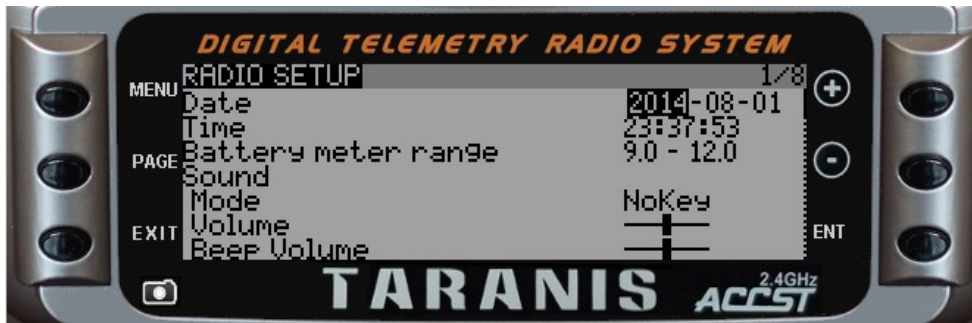 DIGITAL TELEMETRY RADIO SYSTEM
MENU
RADIO SETUP 1/8
Date 2014-08-01
Time 23:37:53
PAGE
Battery meter range 9.0 - 12.0
Sound
Mode NoKey
EXIT
Volume
Beep Volume
ENT
TARANIS
2.4GHz
ACCST